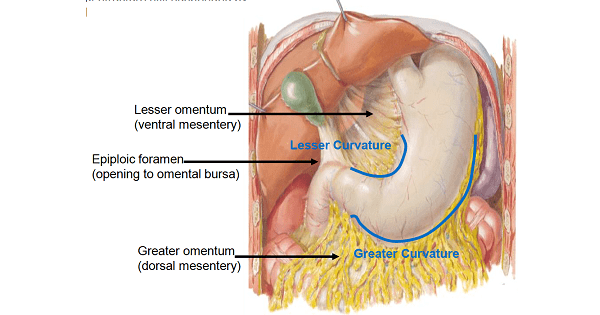 Lesser omentum
(ventral mesentery)
Lesser Curvature
Epiploic foramen
(opening to omental bursa)
Greater omentum
(dorsal mesentery)
Greater Curvature